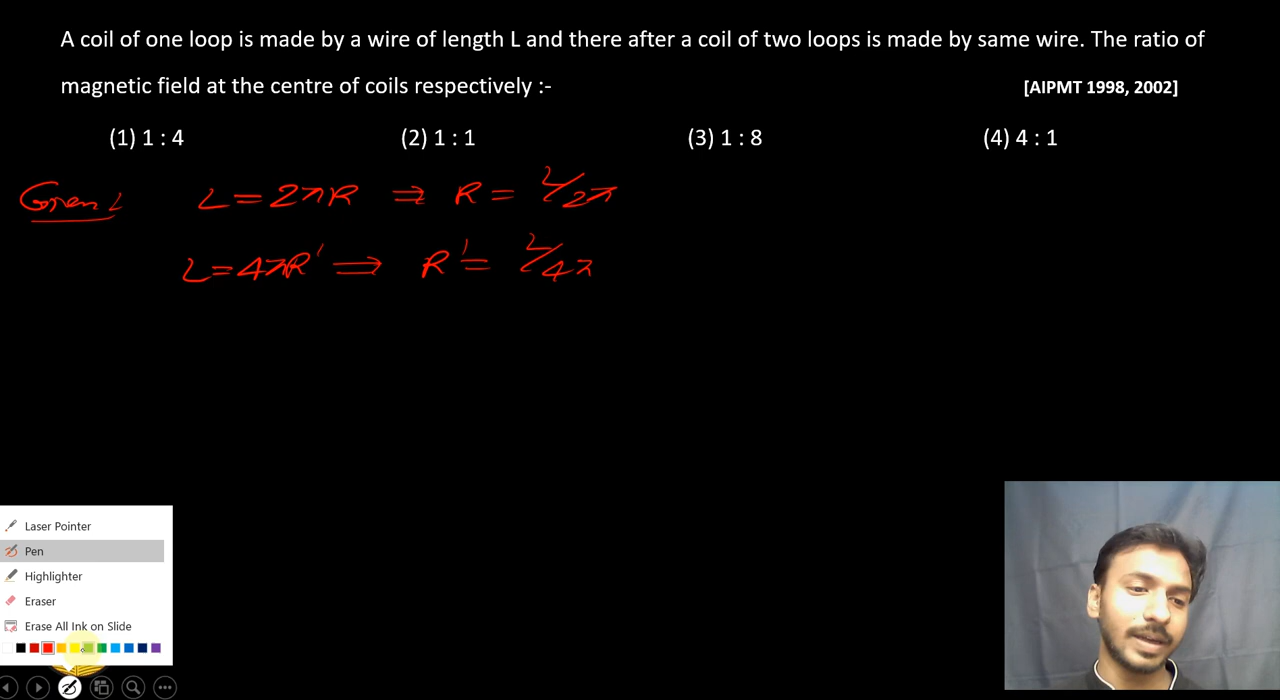 A coil of one loop is made by a wire of length L and there after a coil of two loops is made by same wire. The ratio of
magnetic field at the centre of coils respectively :-
[AIPMT 1998, 2002]
(1) 1 : 4 (2) 1 : 1 (3) 1 : 8 (4) 4 : 1
Given: L = 2πR ⇒ R = L/2π
L = 4πR' ⇒ R' = L/4π
Laser Pointer
Pen
Highlighter
Eraser
Erase All Ink on Slide